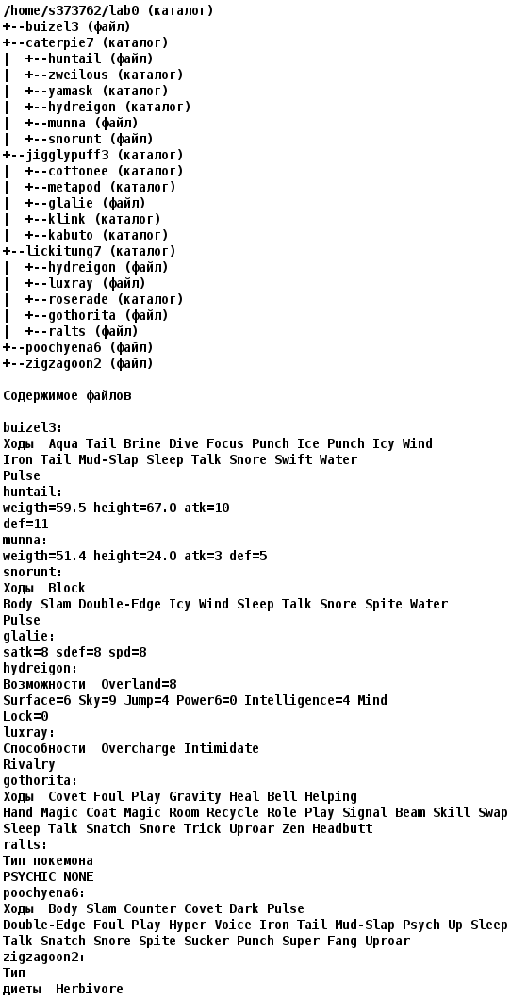 /home/s373762/lab0 (каталог)
+--buizel3 (файл)
+--caterpie7 (каталог)
|  +--huntail (файл)
|  +--zweilous (каталог)
|  +--yamask (каталог)
|  +--hydreigon (каталог)
|  +--munna (файл)
|  +--snorunt (файл)
+--jigglypuff3 (каталог)
|  +--cottonee (каталог)
|  +--metapod (каталог)
|  +--glalie (файл)
|  +--klink (каталог)
|  +--kabuto (каталог)
+--lickitung7 (каталог)
|  +--hydreigon (файл)
|  +--luxray (файл)
|  +--roserade (каталог)
|  +--gothorita (файл)
|  +--ralts (файл)
+--poochyena6 (файл)
+--zigzagoon2 (файл)
Содержимое файлов
buizel3:
Ходы  Aqua Tail Brine Dive Focus Punch Ice Punch Icy Wind
Iron Tail Mud-Slap Sleep Talk Snore Swift Water
Pulse
huntail:
weigth=59.5 height=67.0 atk=10
def=11
munna:
weigth=51.4 height=24.0 atk=3 def=5
snorunt:
Ходы  Block
Body Slam Double-Edge Icy Wind Sleep Talk Snore Spite Water
Pulse
glalie:
satk=8 sdef=8 spd=8
hydreigon:
Возможности  Overland=8
Surface=6 Sky=9 Jump=4 Power6=0 Intelligence=4 Mind
Lock=0
luxray:
Способности  Overcharge Intimidate
Rivalry
gothorita:
Ходы  Covet Foul Play Gravity Heal Bell Helping
Hand Magic Coat Magic Room Recycle Role Play Signal Beam Skill Swap
Sleep Talk Snatch Snore Trick Uproar Zen Headbutt
ralts:
Тип покемона
PSYCHIC NONE
poochyena6:
Ходы  Body Slam Counter Covet Dark Pulse
Double-Edge Foul Play Hyper Voice Iron Tail Mud-Slap Psych Up Sleep
Talk Snatch Snore Spite Sucker Punch Super Fang Uproar
zigzagoon2:
Тип
диеты  Herbivore